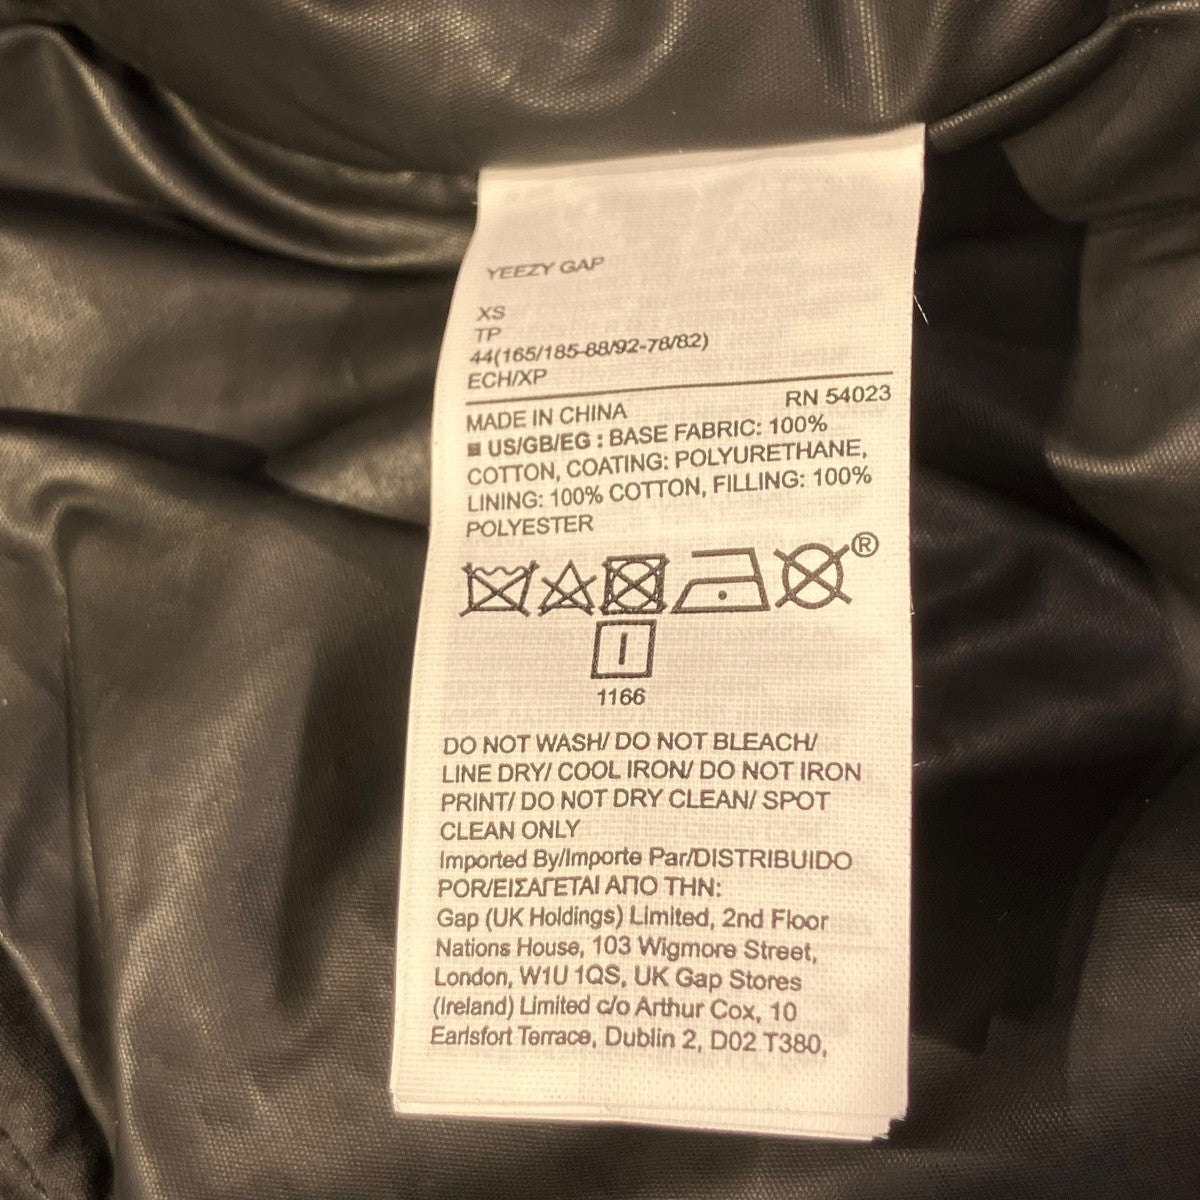 YEEZY GAP
XS
TP
44(165/185-88/92-78/82)
ECH/XP
MADE IN CHINA RN 54023
US/GB/EG : BASE FABRIC: 100%
COTTON, COATING: POLYURETHANE,
LINING: 100% COTTON, FILLING: 100%
POLYESTER
®
1166
DO NOT WASH/ DO NOT BLEACH/
LINE DRY/ COOL IRON/ DO NOT IRON
PRINT/ DO NOT DRY CLEAN/ SPOT
CLEAN ONLY
Imported By/Importe Par/DISTRIBUIDO
POR/ΕΙΣΑΓΕΤΑΙ ΑΠΟ ΤΗΝ:
Gap (UK Holdings) Limited, 2nd Floor
Nations House, 103 Wigmore Street,
London, W1U 1QS, UK Gap Stores
(Ireland) Limited c/o Arthur Cox, 10
Earlsfort Terrace, Dublin 2, D02 T380,